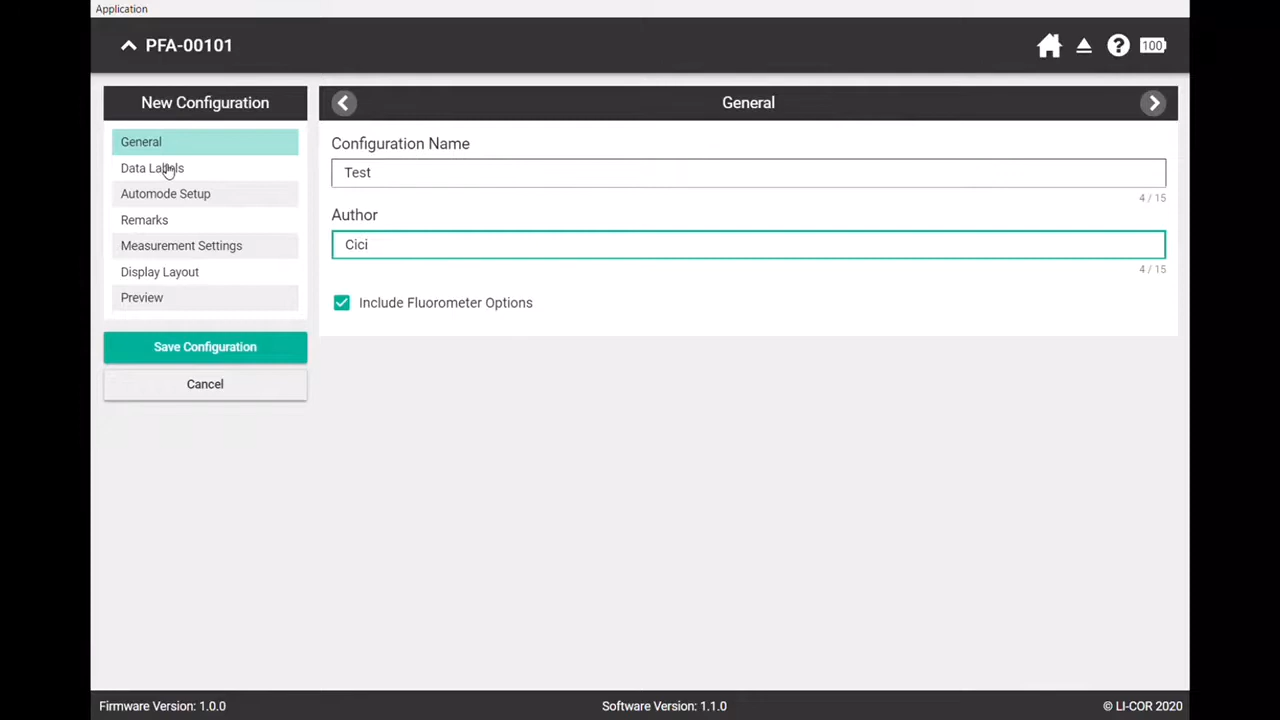 Application
PFA-00101
100
New Configuration
General
Data Labels
Automode Setup
Remarks
Measurement Settings
Display Layout
Preview
Save Configuration
Cancel
General
Configuration Name
Test
4 / 15
Author
Cici
4 / 15
Include Fluorometer Options
Firmware Version: 1.0.0
Software Version: 1.1.0
© LI-COR 2020